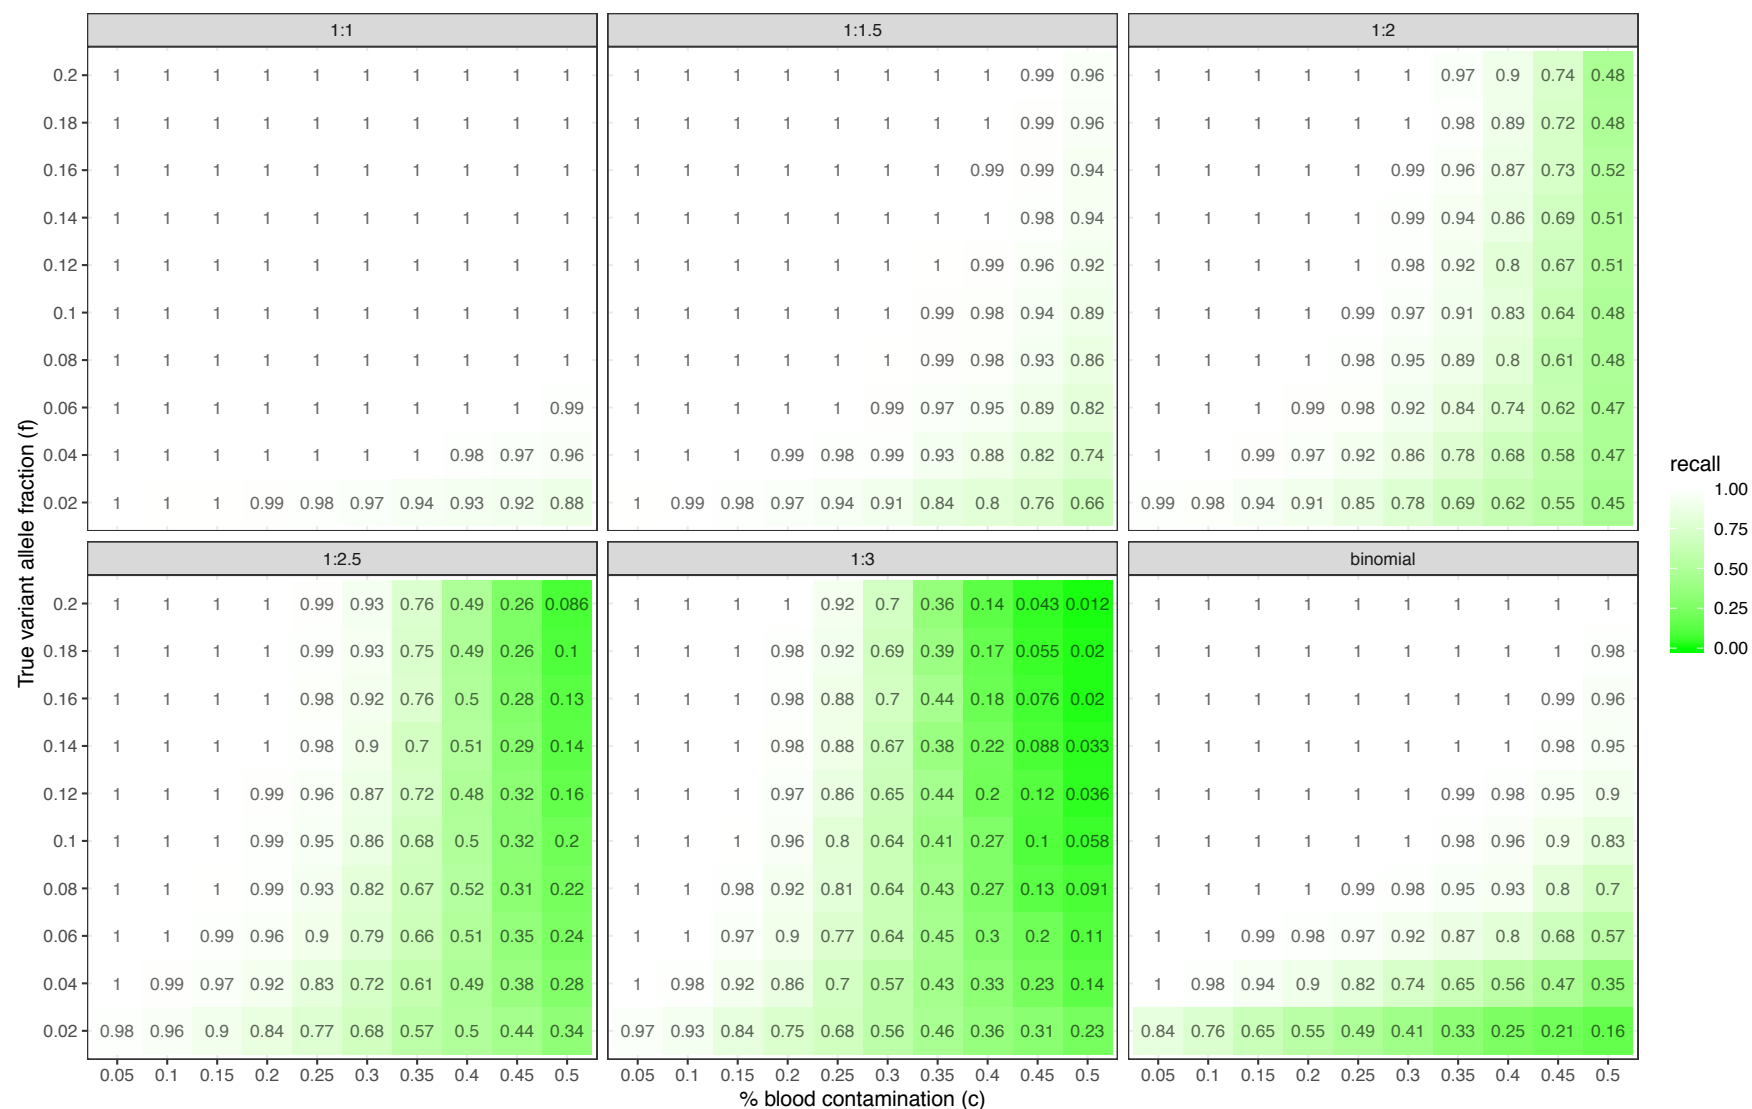 1:1 1:1.5 1:2
0.2 1 1 1 1 1 1 1 1 1 1 1 1 1 1 1 1 1 1 0.99 0.96 1 1 1 1 1 1 0.97 0.9 0.74 0.48
0.18 1 1 1 1 1 1 1 1 1 1 1 1 1 1 1 1 1 1 0.99 0.96 1 1 1 1 1 1 0.98 0.89 0.72 0.48
0.16 1 1 1 1 1 1 1 1 1 1 1 1 1 1 1 1 1 0.99 0.99 0.94 1 1 1 1 1 0.99 0.96 0.87 0.73 0.52
0.14 1 1 1 1 1 1 1 1 1 1 1 1 1 1 1 1 1 1 0.98 0.94 1 1 1 1 1 0.99 0.94 0.86 0.69 0.51
0.12 1 1 1 1 1 1 1 1 1 1 1 1 1 1 1 1 1 0.99 0.96 0.92 1 1 1 1 1 0.98 0.92 0.8 0.67 0.51
0.1 1 1 1 1 1 1 1 1 1 1 1 1 1 1 1 1 0.99 0.98 0.94 0.89 1 1 1 1 0.99 0.97 0.91 0.83 0.64 0.48
0.08 1 1 1 1 1 1 1 1 1 1 1 1 1 1 1 1 0.99 0.98 0.93 0.86 1 1 1 1 0.98 0.95 0.89 0.8 0.61 0.48
0.06 1 1 1 1 1 1 1 1 1 0.99 1 1 1 1 1 0.99 0.97 0.95 0.89 0.82 1 1 1 0.99 0.98 0.92 0.84 0.74 0.62 0.47
0.04 1 1 1 1 1 1 1 0.98 0.97 0.96 1 1 1 0.99 0.98 0.99 0.93 0.88 0.82 0.74 1 1 0.99 0.97 0.92 0.86 0.78 0.68 0.58 0.47
0.02 1 1 1 0.99 0.98 0.97 0.94 0.93 0.92 0.88 1 0.99 0.98 0.97 0.94 0.91 0.84 0.8 0.76 0.66 0.99 0.98 0.94 0.91 0.85 0.78 0.69 0.62 0.55 0.45
1:2.5 1:3 binomial
0.2 1 1 1 1 0.99 0.93 0.76 0.49 0.26 0.086 1 1 1 1 0.92 0.7 0.36 0.14 0.043 0.012 1 1 1 1 1 1 1 1 1 1
0.18 1 1 1 1 0.99 0.93 0.75 0.49 0.26 0.1 1 1 1 0.98 0.92 0.69 0.39 0.17 0.055 0.02 1 1 1 1 1 1 1 1 1 0.98
0.16 1 1 1 1 0.98 0.92 0.76 0.5 0.28 0.13 1 1 1 0.98 0.88 0.7 0.44 0.18 0.076 0.02 1 1 1 1 1 1 1 1 0.99 0.96
0.14 1 1 1 1 0.98 0.9 0.7 0.51 0.29 0.14 1 1 1 0.98 0.88 0.67 0.38 0.22 0.088 0.033 1 1 1 1 1 1 1 1 0.98 0.95
0.12 1 1 1 0.99 0.96 0.87 0.72 0.48 0.32 0.16 1 1 1 0.97 0.86 0.65 0.44 0.2 0.12 0.036 1 1 1 1 1 1 0.99 0.98 0.95 0.9
0.1 1 1 1 0.99 0.95 0.86 0.68 0.5 0.32 0.2 1 1 1 0.96 0.8 0.64 0.41 0.27 0.1 0.058 1 1 1 1 1 1 0.98 0.96 0.9 0.83
0.08 1 1 1 0.99 0.93 0.82 0.67 0.52 0.31 0.22 1 1 0.98 0.92 0.81 0.64 0.43 0.27 0.13 0.091 1 1 1 1 0.99 0.98 0.95 0.93 0.8 0.7
0.06 1 1 0.99 0.96 0.9 0.79 0.66 0.51 0.35 0.24 1 1 0.97 0.9 0.77 0.64 0.45 0.3 0.2 0.11 1 1 0.99 0.98 0.97 0.92 0.87 0.8 0.68 0.57
0.04 1 0.99 0.97 0.92 0.83 0.72 0.61 0.49 0.38 0.28 1 0.98 0.92 0.86 0.7 0.57 0.43 0.33 0.23 0.14 1 0.98 0.94 0.9 0.82 0.74 0.65 0.56 0.47 0.35
0.02 0.98 0.96 0.9 0.84 0.77 0.68 0.57 0.5 0.44 0.34 0.97 0.93 0.84 0.75 0.68 0.56 0.46 0.36 0.31 0.23 0.84 0.76 0.65 0.55 0.49 0.41 0.33 0.25 0.21 0.16
0.05 0.1 0.15 0.2 0.25 0.3 0.35 0.4 0.45 0.5 0.05 0.1 0.15 0.2 0.25 0.3 0.35 0.4 0.45 0.5 0.05 0.1 0.15 0.2 0.25 0.3 0.35 0.4 0.45 0.5
% blood contamination (c)
True variant allele fraction (f)
recall
1.00
0.75
0.50
0.25
0.00